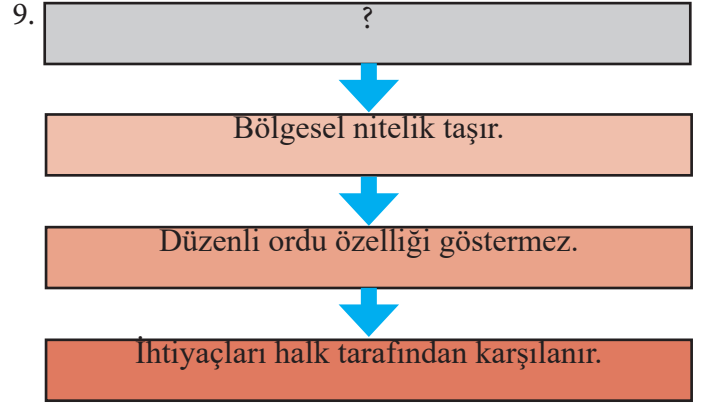 9.
?
Bölgesel nitelik taşır.
Düzenli ordu özelliği göstermez.
İhtiyaçları halk tarafından karşılanır.